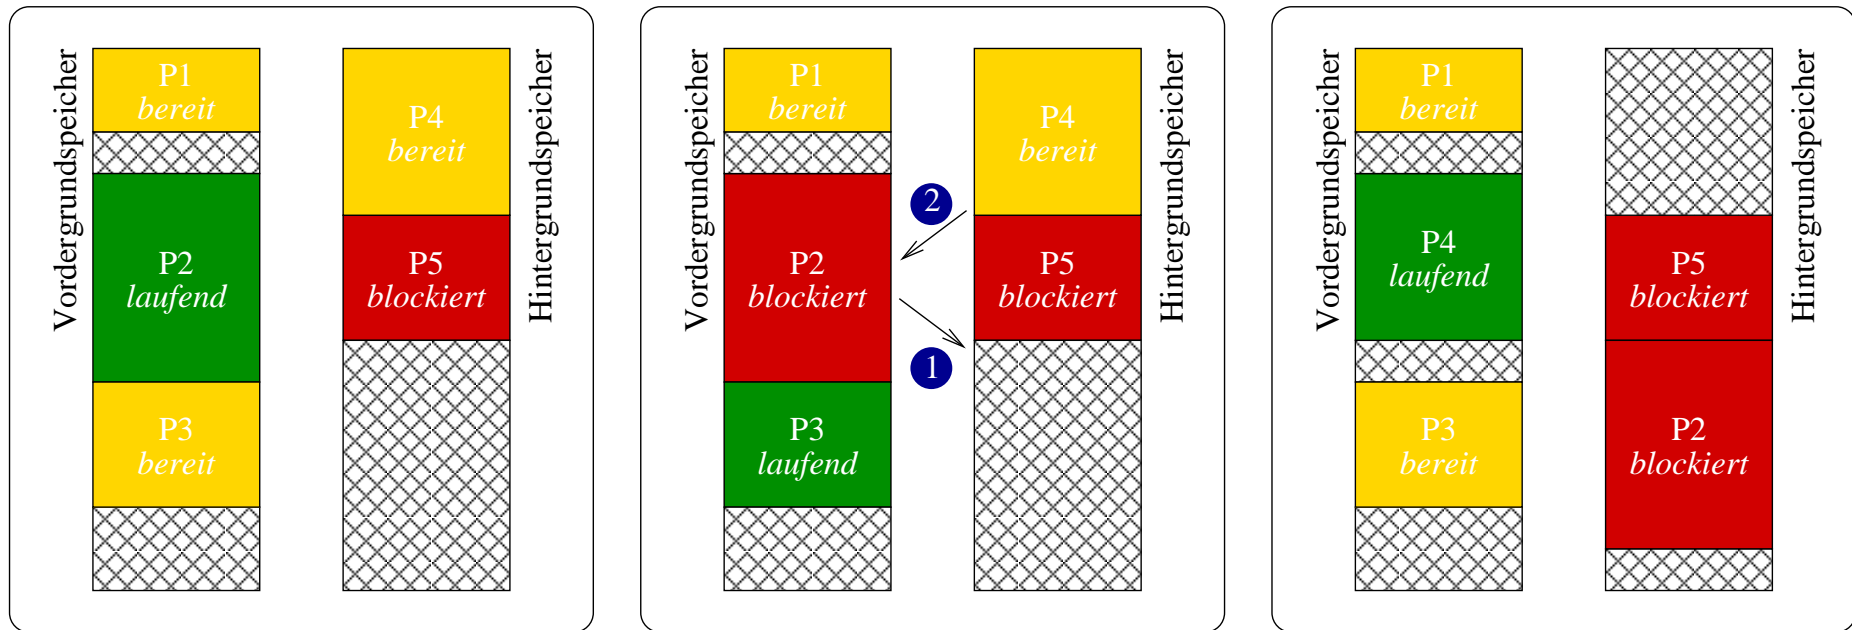 Vordergrundspeicher
P1
bereit
P2
laufend
P3
bereit
P4
bereit
P5
blockiert
Hintergrundspeicher
Vordergrundspeicher
P1
bereit
P2
blockiert
P3
laufend
2
1
P4
bereit
P5
blockiert
Hintergrundspeicher
Vordergrundspeicher
P1
bereit
P4
laufend
P3
bereit
P5
blockiert
P2
blockiert
Hintergrundspeicher